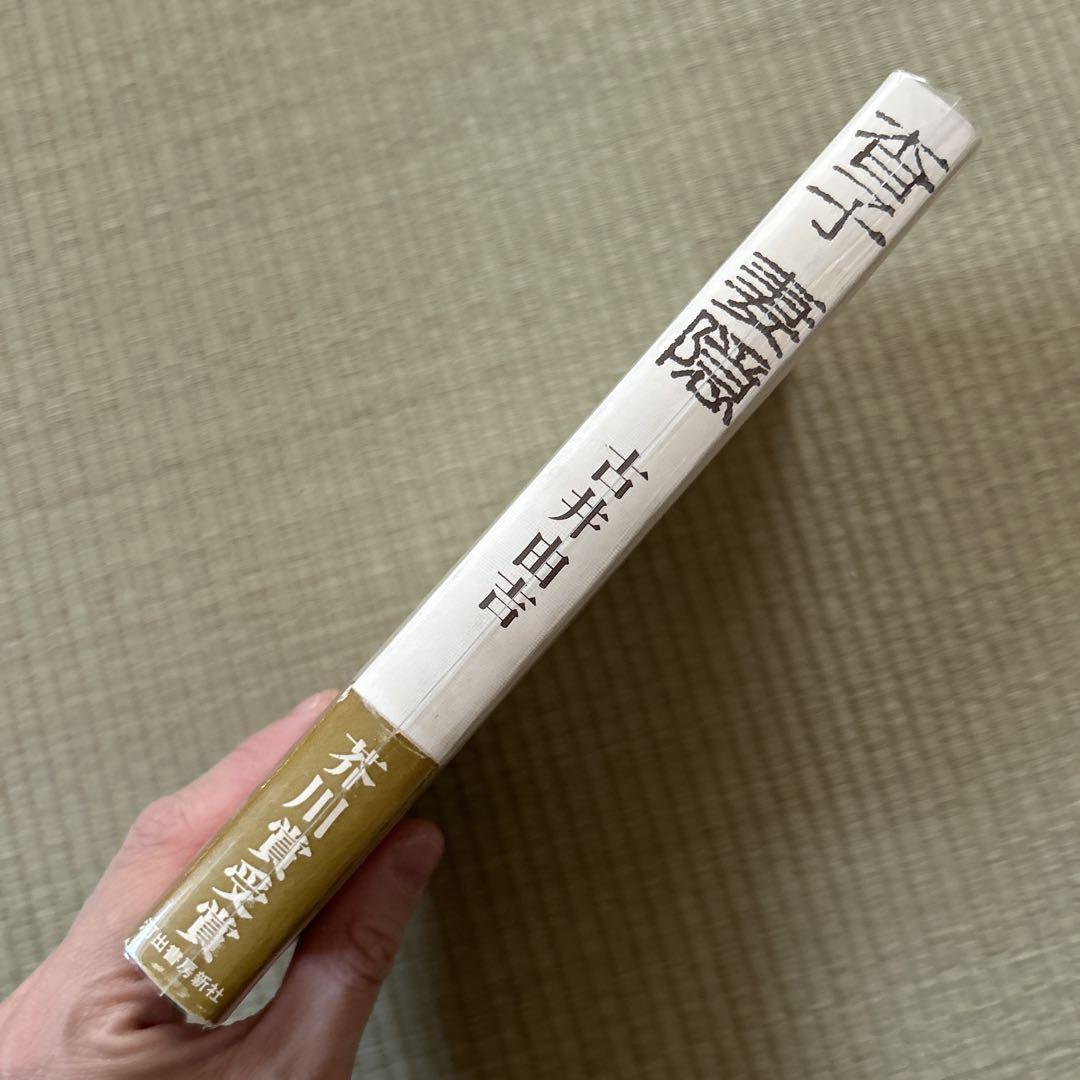 杳子
妻隠
古井由吉
芥川賞受賞
河出書房新社